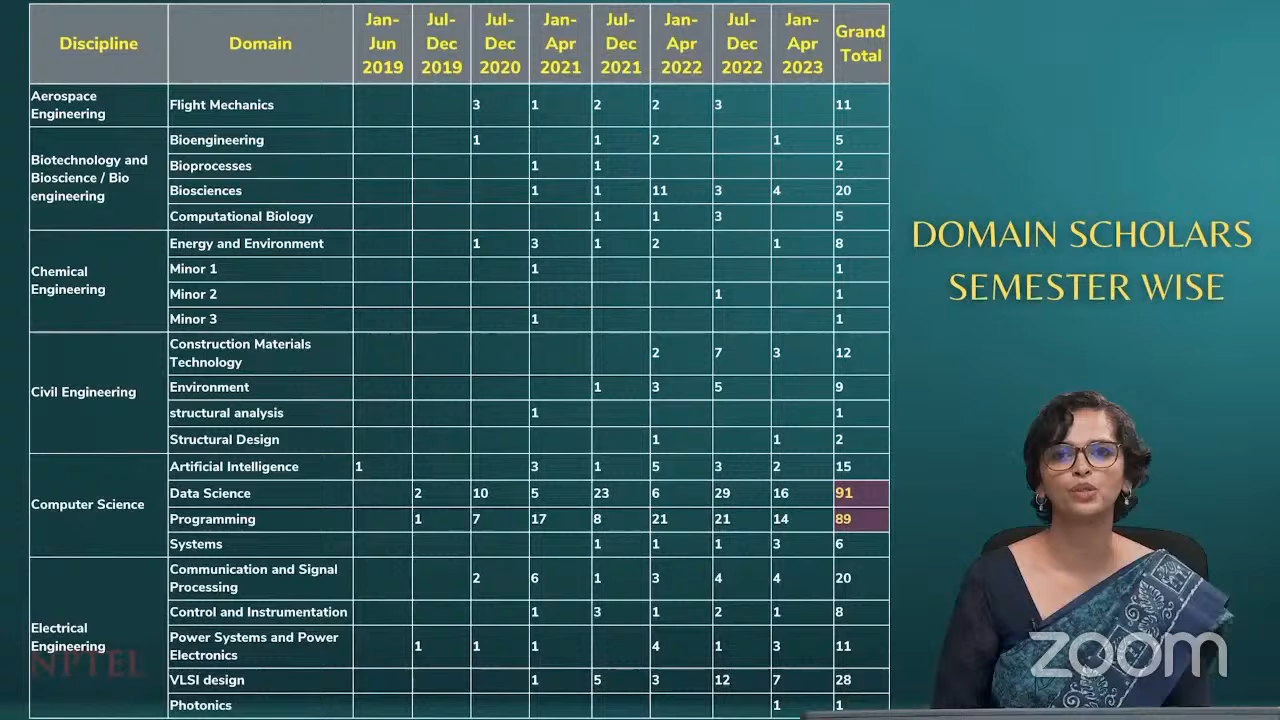 Discipline Domain Jan-Jun 2019 Jul-Dec 2019 Jul-Dec 2020 Jan-Apr 2021 Jul-Dec 2021 Jan-Apr 2022 Jul-Dec 2022 Jan-Apr 2023 Grand Total
Aerospace Engineering Flight Mechanics 3 1 2 2 3 11
Biotechnology and Bioscience / Bio engineering Bioengineering 1 1 2 1 5
Bioprocesses 1 1 2
Biosciences 1 1 11 3 4 20
Computational Biology 1 1 3 5
Chemical Engineering Energy and Environment 1 3 1 2 1 8
Minor 1 1 1
Minor 2 1 1
Minor 3 1 1
Civil Engineering Construction Materials Technology 2 7 3 12
Environment 1 3 5 9
structural analysis 1 1
Structural Design 1 1 2
Computer Science Artificial Intelligence 1 3 1 5 3 2 15
Data Science 2 10 5 23 6 29 16 91
Programming 1 7 17 8 21 21 14 89
Systems 1 1 1 3 6
Electrical Engineering Communication and Signal Processing 2 6 1 3 4 4 20
Control and Instrumentation 1 3 1 2 1 8
Power Systems and Power Electronics 1 1 1 4 1 3 11
VLSI design 1 5 3 12 7 28
Photonics 1 1
DOMAIN SCHOLARS
SEMESTER WISE
NPTEL
zoom